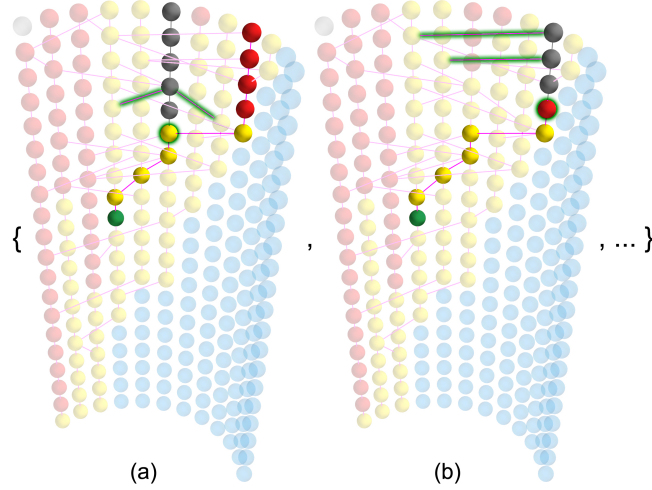 { , , ... }
(a) (b)